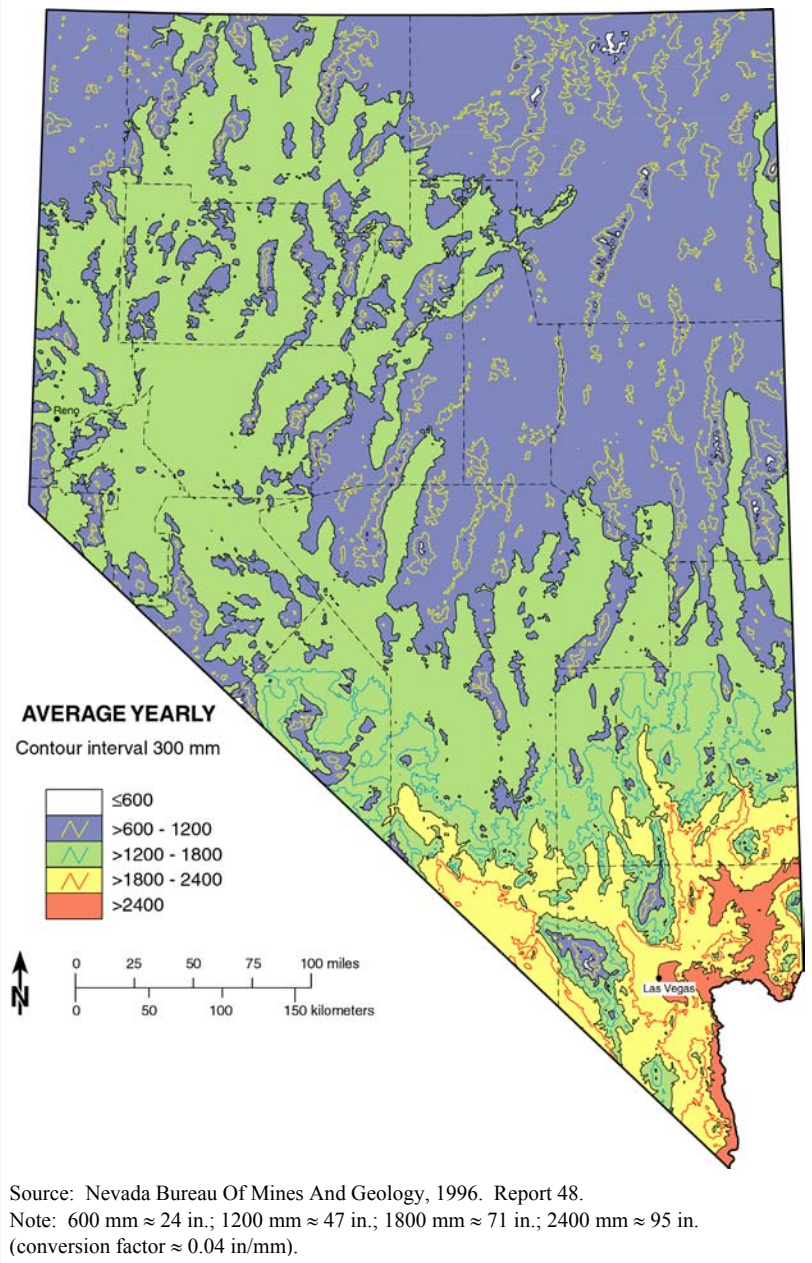 Reno
AVERAGE YEARLY
Contour interval 300 mm
≤600
>600 - 1200
>1200 - 1800
>1800 - 2400
>2400
N
0 25 50 75 100 miles
0 50 100 150 kilometers
Las Vegas
Source: Nevada Bureau Of Mines And Geology, 1996. Report 48.
Note: 600 mm ≈ 24 in.; 1200 mm ≈ 47 in.; 1800 mm ≈ 71 in.; 2400 mm ≈ 95 in.
(conversion factor ≈ 0.04 in/mm).